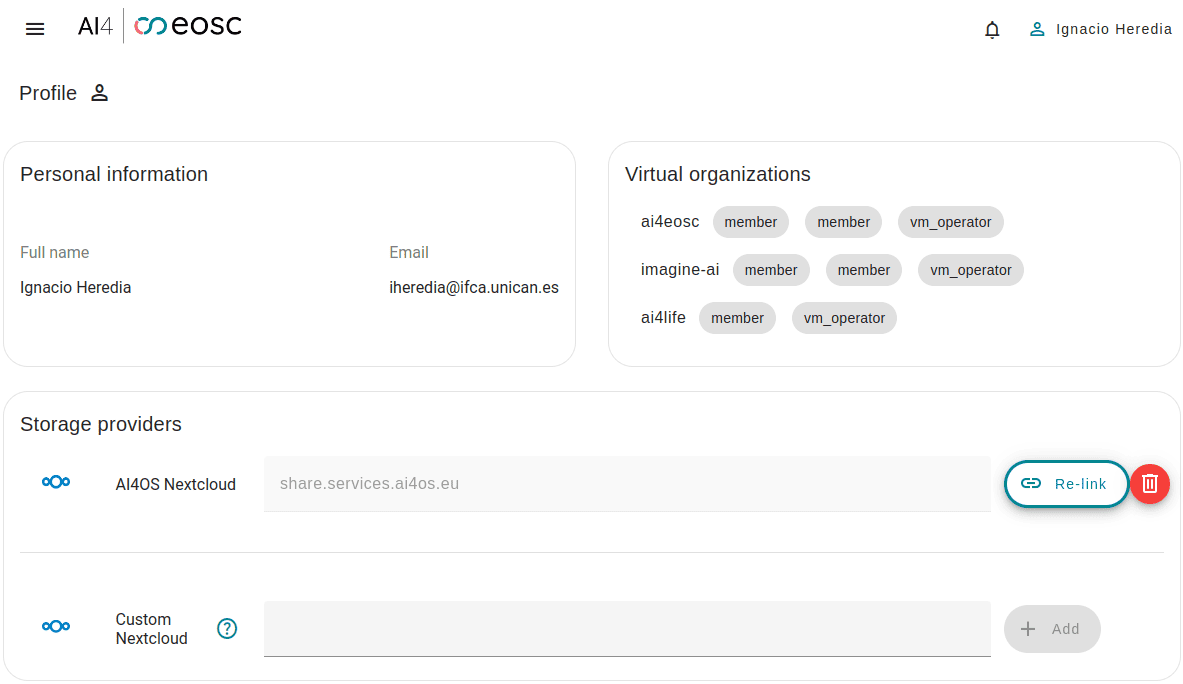 AI4 eosc
Ignacio Heredia
Profile
Personal information
Full name Email
Ignacio Heredia iheredia@ifca.unican.es
Virtual organizations
ai4eosc member member vm_operator
imagine-ai member member vm_operator
ai4life member vm_operator
Storage providers
AI4OS Nextcloud share.services.ai4os.eu Re-link
Custom
Nextcloud ? Add